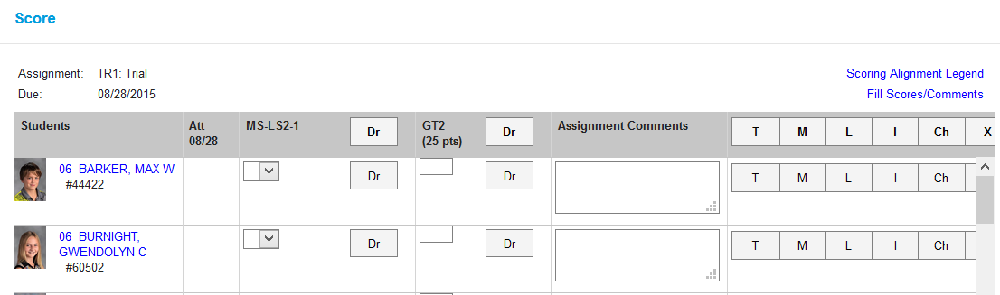 Score
Assignment: TR1: Trial
Scoring Alignment Legend
Due: 08/28/2015
Fill Scores/Comments
Students Att MS-LS2-1 Dr GT2 Dr Assignment Comments T M L I Ch X
08/28 (25 pts)
06 BARKER, MAX W Dr Dr T M L I Ch
#44422
06 BURNIGHT, Dr Dr T M L I Ch
GWENDOLYN C
#60502